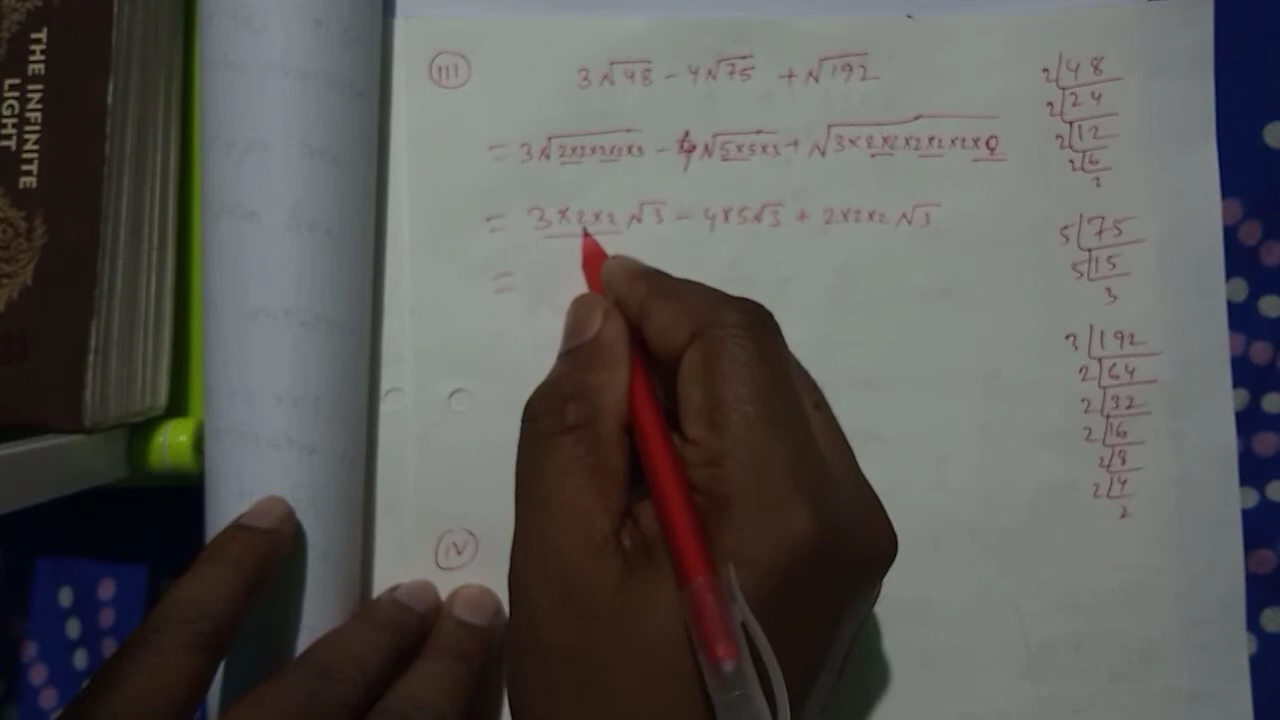 THE INFINITE
LIGHT
III 3√48 - 4√75 + √192
= 3√2×2×2×2×3 - 4√5×5×3 + √3×2×2×2×2×2×2
= 3×2×2√3 - 4×5√3 + 2×2×2√3
=
IV
2 48
2 24
2 12
2 6
5 75
5 15
3
3 192
2 64
2 32
2 16
2 8
2 4
2